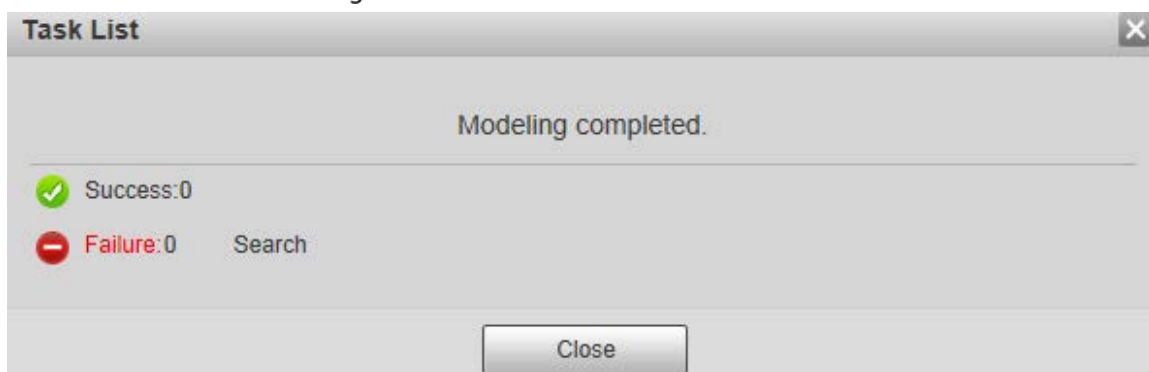 Task List
Modeling completed.
Success:0
Failure:0 Search
Close